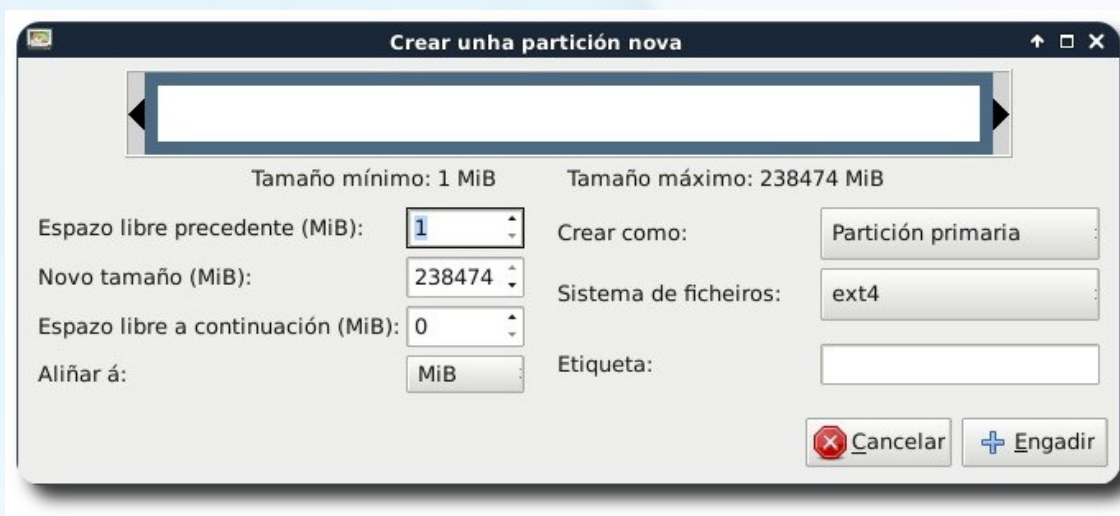 Crear unha partición nova
Tamaño mínimo: 1 MiB Tamaño máximo: 238474 MiB
Espazo libre precedente (MiB): 1
Novo tamaño (MiB): 238474
Espazo libre a continuación (MiB): 0
Aliñar á: MiB
Crear como: Partición primaria
Sistema de ficheiros: ext4
Etiqueta:
Cancelar Engadir